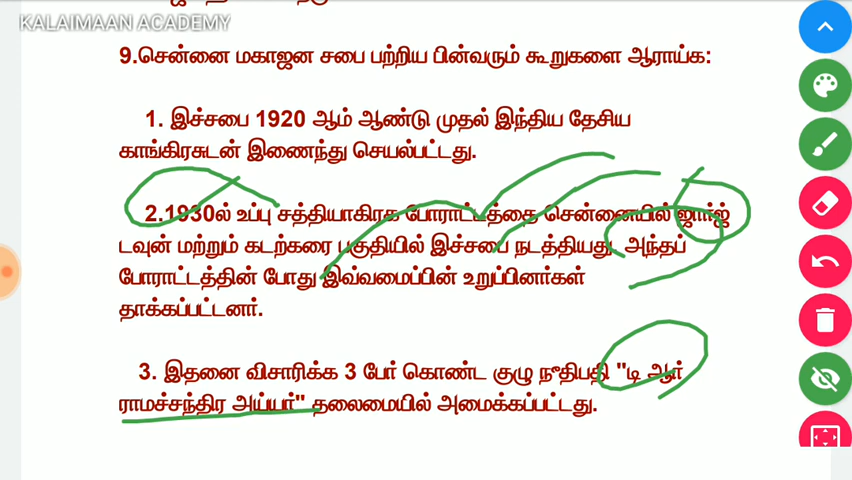 KALAIMAAN ACADEMY
9.சென்னை மகாஜன சபை பற்றிய பின்வரும் கூறுகளை ஆராய்க:
1. இச்சபை 1920 ஆம் ஆண்டு முதல் இந்திய தேசிய
காங்கிரசுடன் இணைந்து செயல்பட்டது.
2.1930ல் உப்பு சத்தியாகிரக போராட்டத்தை சென்னையில் ஜார்ஜ்
டவுன் மற்றும் கடற்கரை பகுதியில் இச்சபை நடத்தியது. அந்தப்
போராட்டத்தின் போது இவ்வமைப்பின் உறுப்பினர்கள்
தாக்கப்பட்டனர்.
3. இதனை விசாரிக்க 3 பேர் கொண்ட குழு நீதிபதி "டி ஆர்
ராமச்சந்திர அய்யர்" தலைமையில் அமைக்கப்பட்டது.